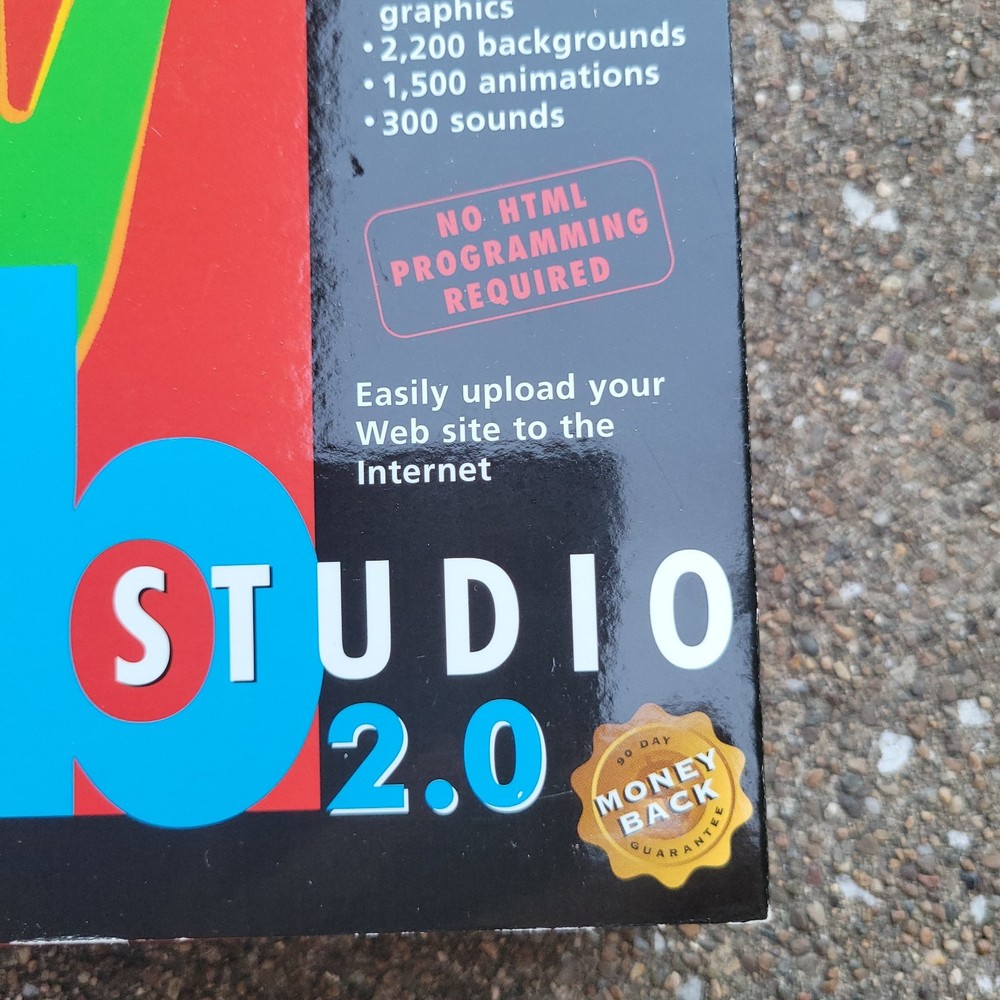 graphics
• 2,200 backgrounds
• 1,500 animations
• 300 sounds
NO HTML
PROGRAMMING
REQUIRED
Easily upload your
Web site to the
Internet
b
STUDIO
2.0
90 DAY
MONEY
BACK
GUARANTEE